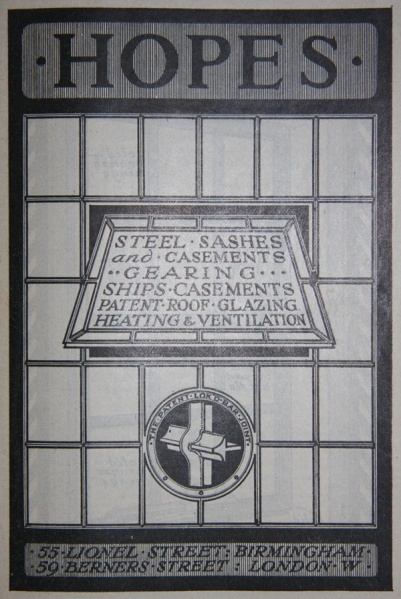 ·HOPES·
STEEL·SASHES
and·CASEMENTS
··GEARING···
SHIPS·CASEMENTS
PATENT·ROOF·GLAZING
HEATING & VENTILATION
·THE·PATENT·LOK'D·BAR·JOINT·
·55·LIONEL·STREET: BIRMINGHAM·
·59·BERNERS·STREET: LONDON·W·